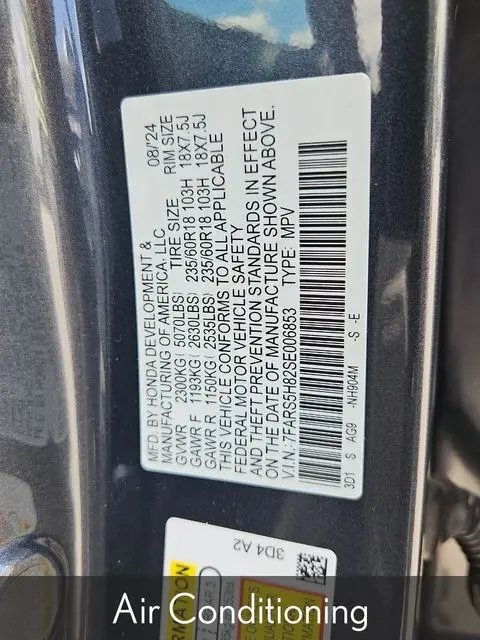 MFD. BY HONDA DEVELOPMENT & 08/'24
MANUFACTURING OF AMERICA, LLC
TIRE SIZE RIM SIZE
GVWR 2300KG( 5070LBS)
GAWR F 1193KG( 2630LBS) 235/60R18 103H 18X7.5J
GAWR R 1150KG( 2535LBS) 235/60R18 103H 18X7.5J
THIS VEHICLE CONFORMS TO ALL APPLICABLE
FEDERAL MOTOR VEHICLE SAFETY
AND THEFT PREVENTION STANDARDS IN EFFECT
ON THE DATE OF MANUFACTURE SHOWN ABOVE.
V.I.N.: 7FARS5H82SE006853 TYPE: MPV
3D1 S AG9 -NH904M -S -E
3D4 A2
Air Conditioning